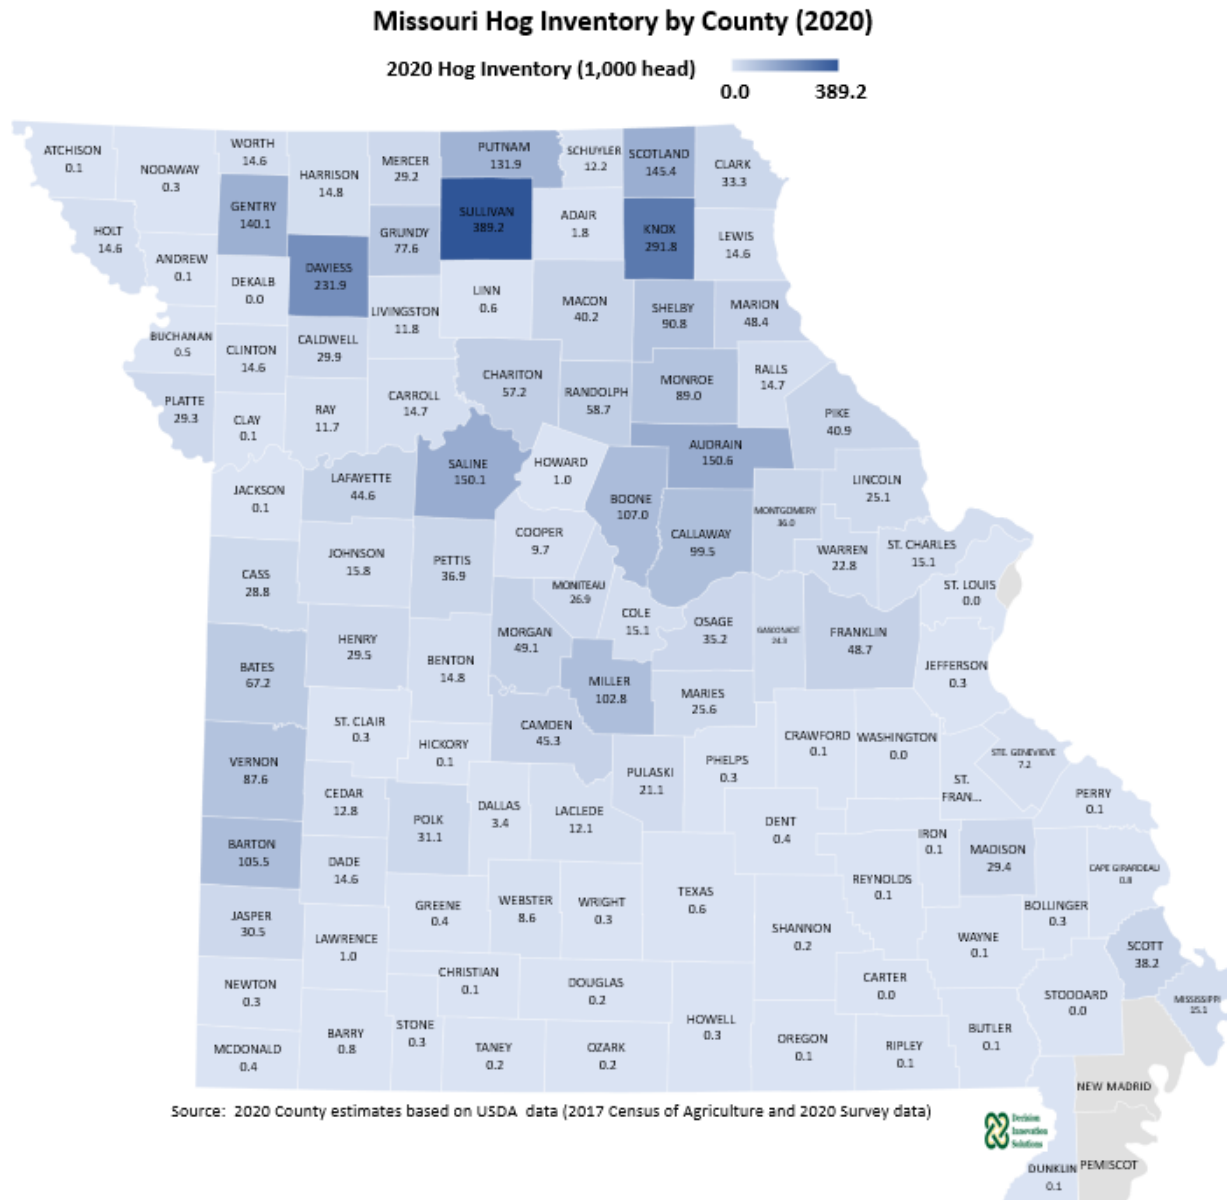 Missouri Hog Inventory by County (2020)
2020 Hog Inventory (1,000 head)
0.0
389.2
ATCHISON
0.1
NODAWAY
0.3
WORTH
14.6
HARRISON
14.8
MERCER
29.2
PUTNAM
131.9
SCHUYLER
12.2
SCOTLAND
145.4
CLARK
33.3
HOLT
14.6
GENTRY
140.1
GRUNDY
77.6
SULLIVAN
389.2
ADAIR
1.8
KNOX
291.8
LEWIS
14.6
ANDREW
0.1
DEKALB
0.0
DAVIESS
231.9
LIVINGSTON
11.8
LINN
0.6
MACON
40.2
SHELBY
90.8
MARION
48.4
BUCHANAN
0.5
CLINTON
14.6
CALDWELL
29.9
CHARITON
57.2
RANDOLPH
58.7
MONROE
89.0
RALLS
14.7
PLATTE
29.3
CLAY
0.1
RAY
11.7
CARROLL
14.7
PIKE
40.9
AUDRAIN
150.6
SALINE
150.1
HOWARD
1.0
JACKSON
0.1
LAFAYETTE
44.6
BOONE
107.0
LINCOLN
25.1
MONTGOMERY
36.0
CALLAWAY
99.5
COOPER
9.7
WARREN
22.8
ST. CHARLES
15.1
JOHNSON
15.8
PETTIS
36.9
CASS
28.8
MONITEAU
26.9
ST. LOUIS
0.0
COLE
15.1
OSAGE
35.2
GASCONADE
24.3
FRANKLIN
48.7
HENRY
29.5
MORGAN
49.1
BATES
67.2
BENTON
14.8
JEFFERSON
0.3
MILLER
102.8
MARIES
25.6
ST. CLAIR
0.3
CAMDEN
45.3
CRAWFORD
0.1
WASHINGTON
0.0
HICKORY
0.1
STE. GENEVIEVE
7.2
VERNON
87.6
PULASKI
21.1
PHELPS
0.3
ST.
FRAN...
CEDAR
12.8
PERRY
0.1
POLK
31.1
DALLAS
3.4
LACLEDE
12.1
DENT
0.4
IRON
0.1
BARTON
105.5
DADE
14.6
MADISON
29.4
CAPE GIRARDEAU
0.8
REYNOLDS
0.1
TEXAS
0.6
GREENE
0.4
WEBSTER
8.6
WRIGHT
0.3
BOLLINGER
0.3
JASPER
30.5
LAWRENCE
1.0
SHANNON
0.2
WAYNE
0.1
SCOTT
38.2
NEWTON
0.3
CHRISTIAN
0.1
DOUGLAS
0.2
CARTER
0.0
STODDARD
0.0
MISSISSIPPI
15.1
HOWELL
0.3
BARRY
0.8
STONE
0.3
MCDONALD
0.4
TANEY
0.2
OZARK
0.2
OREGON
0.1
RIPLEY
0.1
BUTLER
0.1
NEW MADRID
Source: 2020 County estimates based on USDA data (2017 Census of Agriculture and 2020 Survey data)
Decision
Innovation
Solutions
DUNKLIN
0.1
PEMISCOT